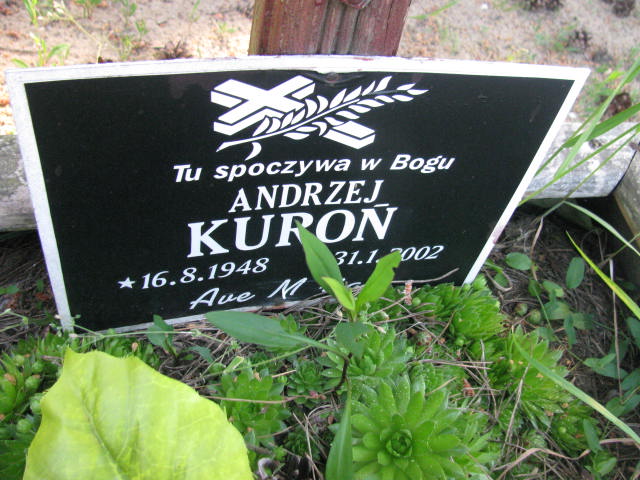 Tu spoczywa w Bogu
ANDRZEJ
KUROŃ
★16.8.1948 31.1.2002
Ave